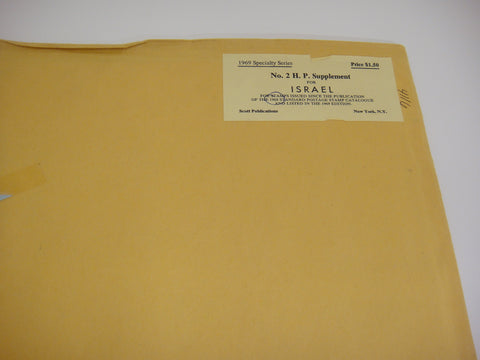 1969 Specialty Series Price $1.50
No. 2 H. P. Supplement
FOR
ISRAEL
FOR STAMPS ISSUED SINCE THE PUBLICATION
OF THE 1968 STANDARD POSTAGE STAMP CATALOGUE
AND LISTED IN THE 1969 EDITION
Scott Publications New York, N.Y.